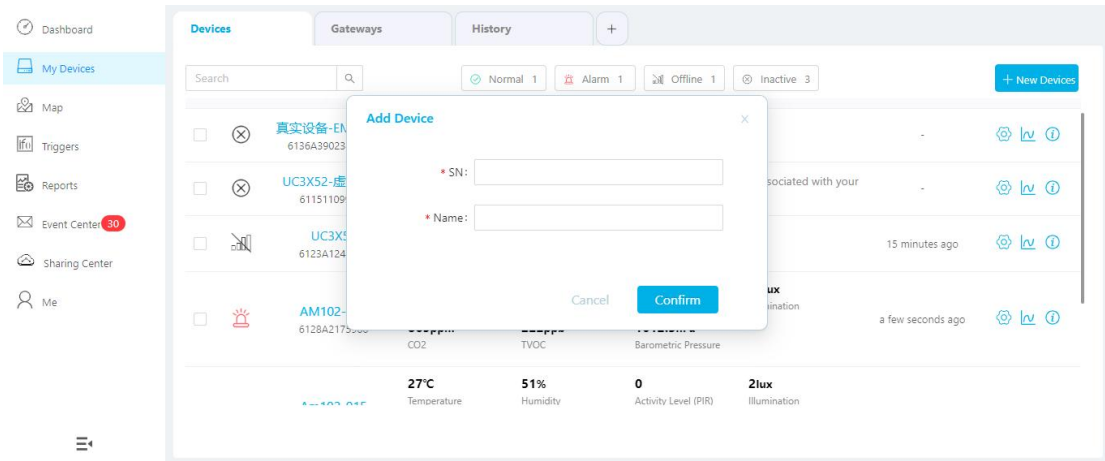 Dashboard
My Devices
Map
Triggers
Reports
Event Center 30
Sharing Center
Me
Devices
Gateways
History
+
Search
Normal 1
Alarm 1
Offline 1
Inactive 3
+ New Devices
真实设备-EM
6136A39023
-
UC3X52-虚
61151109
sociated with your
-
UC3X5
6123A124
15 minutes ago
AM102-
6128A2175
CO2
TVOC
Barometric Pressure
ux
ination
a few seconds ago
Add Device
x
* SN:
* Name:
Cancel
Confirm
27℃
Temperature
51%
Humidity
0
Activity Level (PIR)
2lux
Illumination